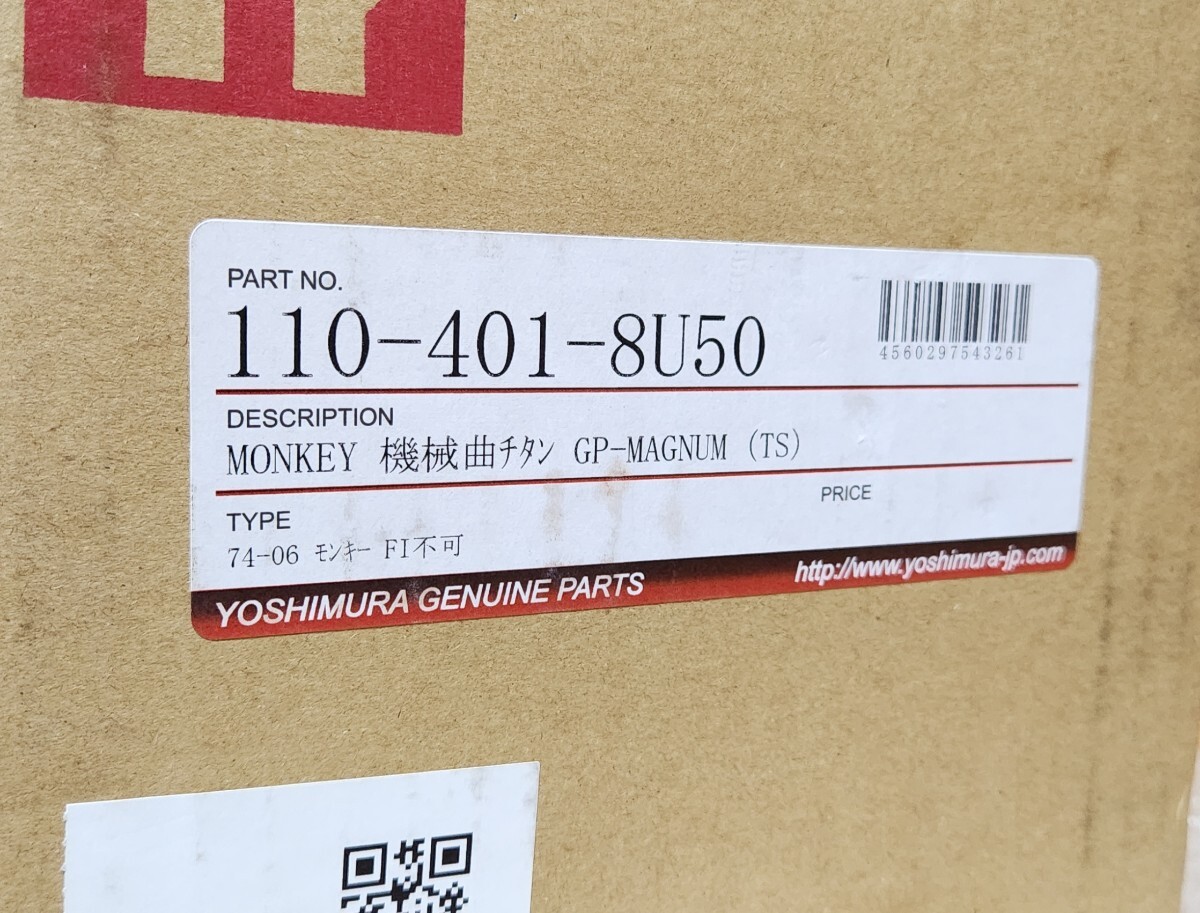 PART NO.
110-401-8U50
4560297543261
DESCRIPTION
MONKEY 機械曲ﾁﾀﾝ GP-MAGNUM (TS)
TYPE
PRICE
74-06 ﾓﾝｷｰ FI不可
YOSHIMURA GENUINE PARTS
http://www.yoshimura-jp.com